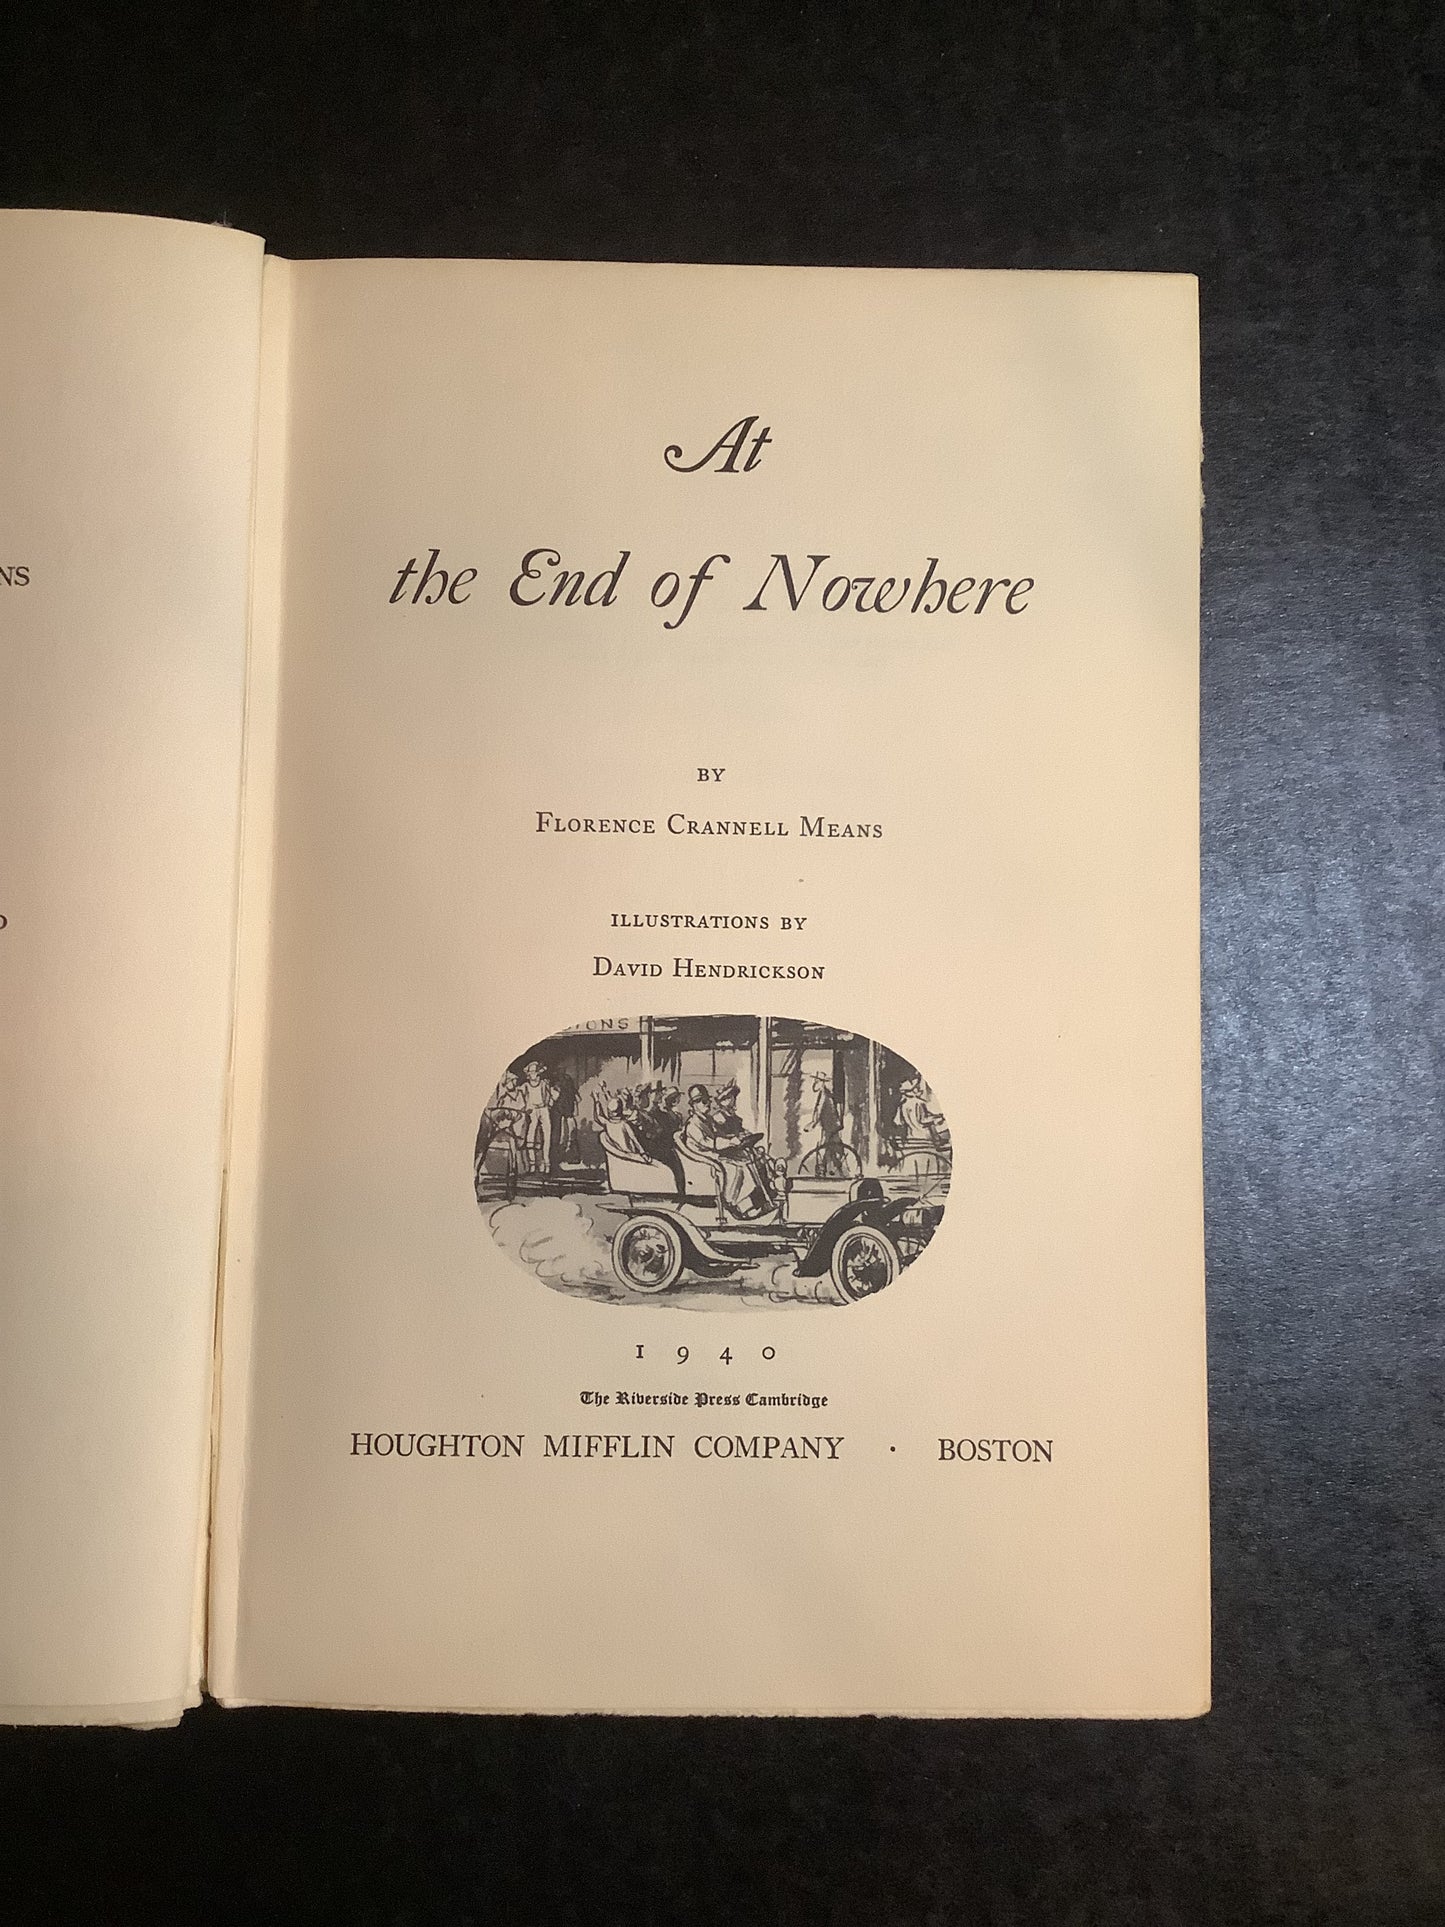 At
the End of Nowhere
BY
FLORENCE CRANNELL MEANS
ILLUSTRATIONS BY
DAVID HENDRICKSON
1940
The Riverside Press Cambridge
HOUGHTON MIFFLIN COMPANY · BOSTON